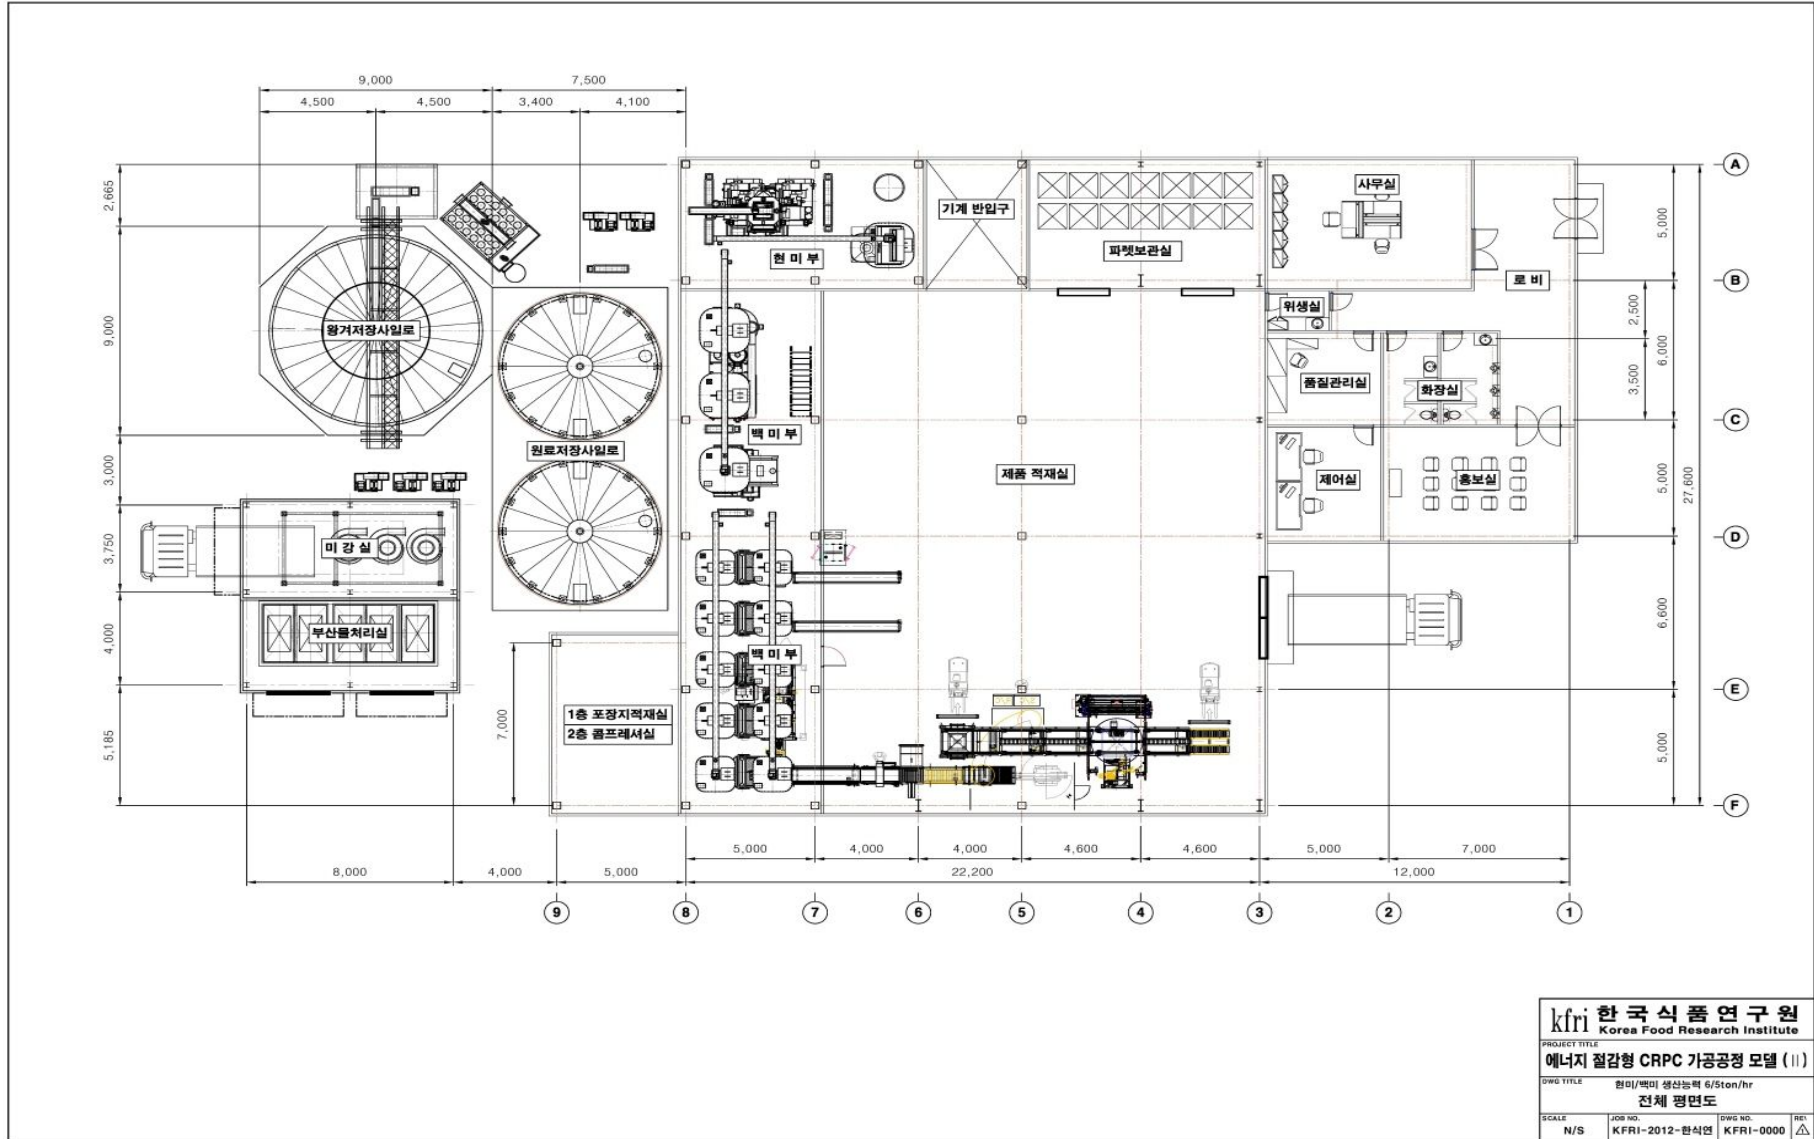 9,000
7,500
4,500
4,500
3,400
4,100
2,665
9,000
3,000
3,750
4,000
5,185
7,000
왕겨저장사일로
원료저장사일로
미 강 실
부산물처리실
1층 포장지적재실
2층 콤프레셔실
현 미 부
백 미 부
백 미 부
기계 반입구
파렛보관실
제품 적재실
사무실
로 비
위생실
품질관리실
화장실
제어실
홍보실
A
B
C
D
E
F
5,000
2,500
6,000
3,500
5,000
27,600
6,600
5,000
5,000
4,000
4,000
4,600
4,600
5,000
7,000
8,000
4,000
5,000
22,200
12,000
9
8
7
6
5
4
3
2
1
kfri 한국식품연구원
Korea Food Research Institute
PROJECT TITLE
에너지 절감형 CRPC 가공공정 모델 (II)
DWG TITLE
현미/백미 생산능력 6/5ton/hr
전체 평면도
SCALE JOB NO. DWG NO. REV
N/S KFRI-2012-한식연 KFRI-0000